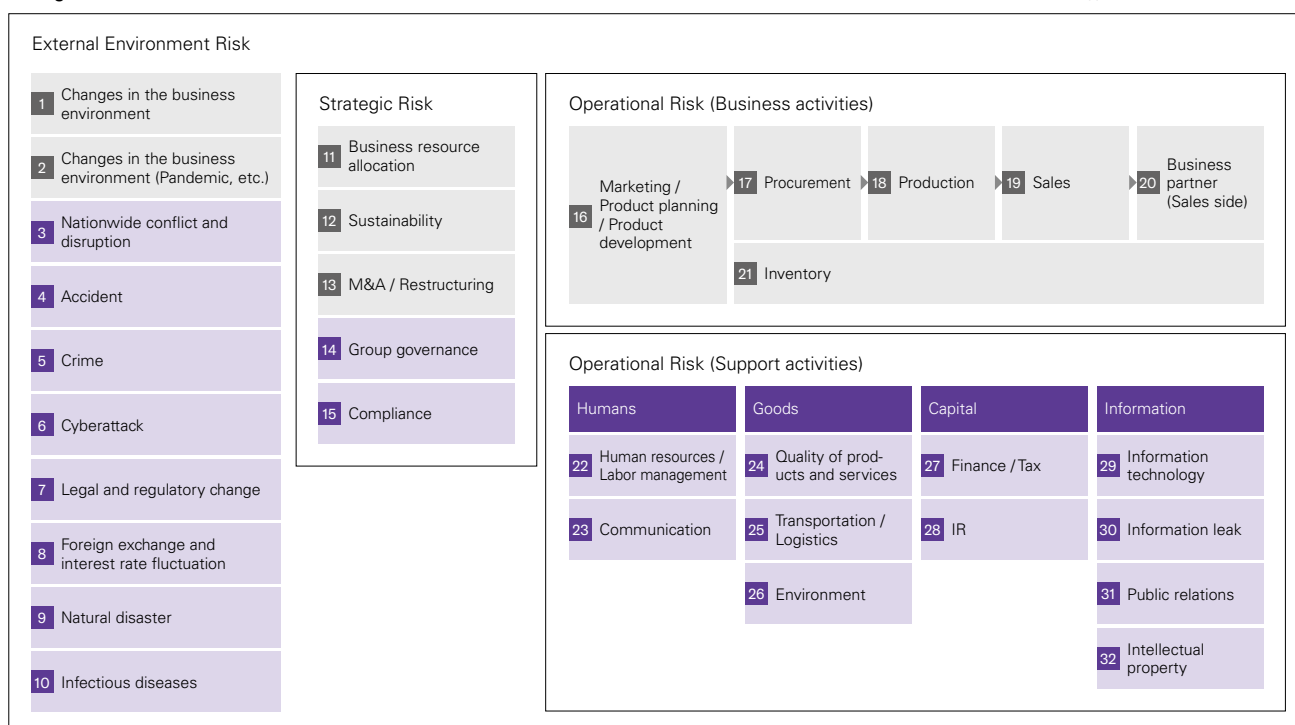 External Environment Risk
1 Changes in the business
environment
2 Changes in the business
environment (Pandemic, etc.)
3 Nationwide conflict and
disruption
4 Accident
5 Crime
6 Cyberattack
7 Legal and regulatory change
8 Foreign exchange and
interest rate fluctuation
9 Natural disaster
10 Infectious diseases
Strategic Risk
11 Business resource
allocation
12 Sustainability
13 M&A / Restructuring
14 Group governance
15 Compliance
Operational Risk (Business activities)
16 Marketing /
Product planning
/ Product
development
17 Procurement
18 Production
19 Sales
20 Business
partner
(Sales side)
21 Inventory
Operational Risk (Support activities)
Humans
22 Human resources /
Labor management
23 Communication
Goods
24 Quality of prod-
ucts and services
25 Transportation /
Logistics
26 Environment
Capital
27 Finance / Tax
28 IR
Information
29 Information
technology
30 Information leak
31 Public relations
32 Intellectual
property